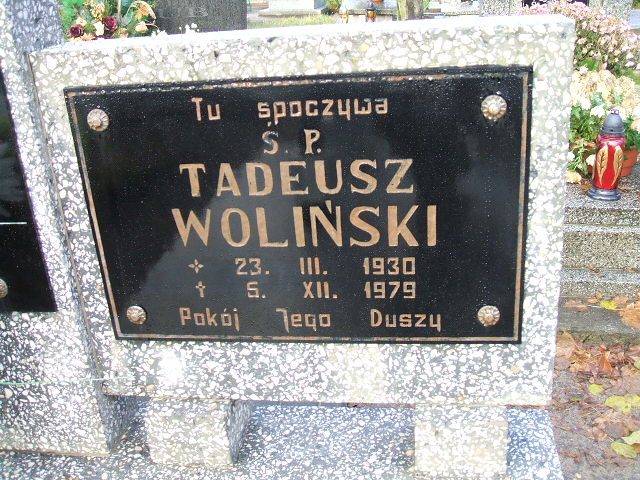 Tu spoczywa
Ś. P.
TADEUSZ
WOLIŃSKI
23. III. 1930
† 5. XII. 1979
Pokój Jego Duszy